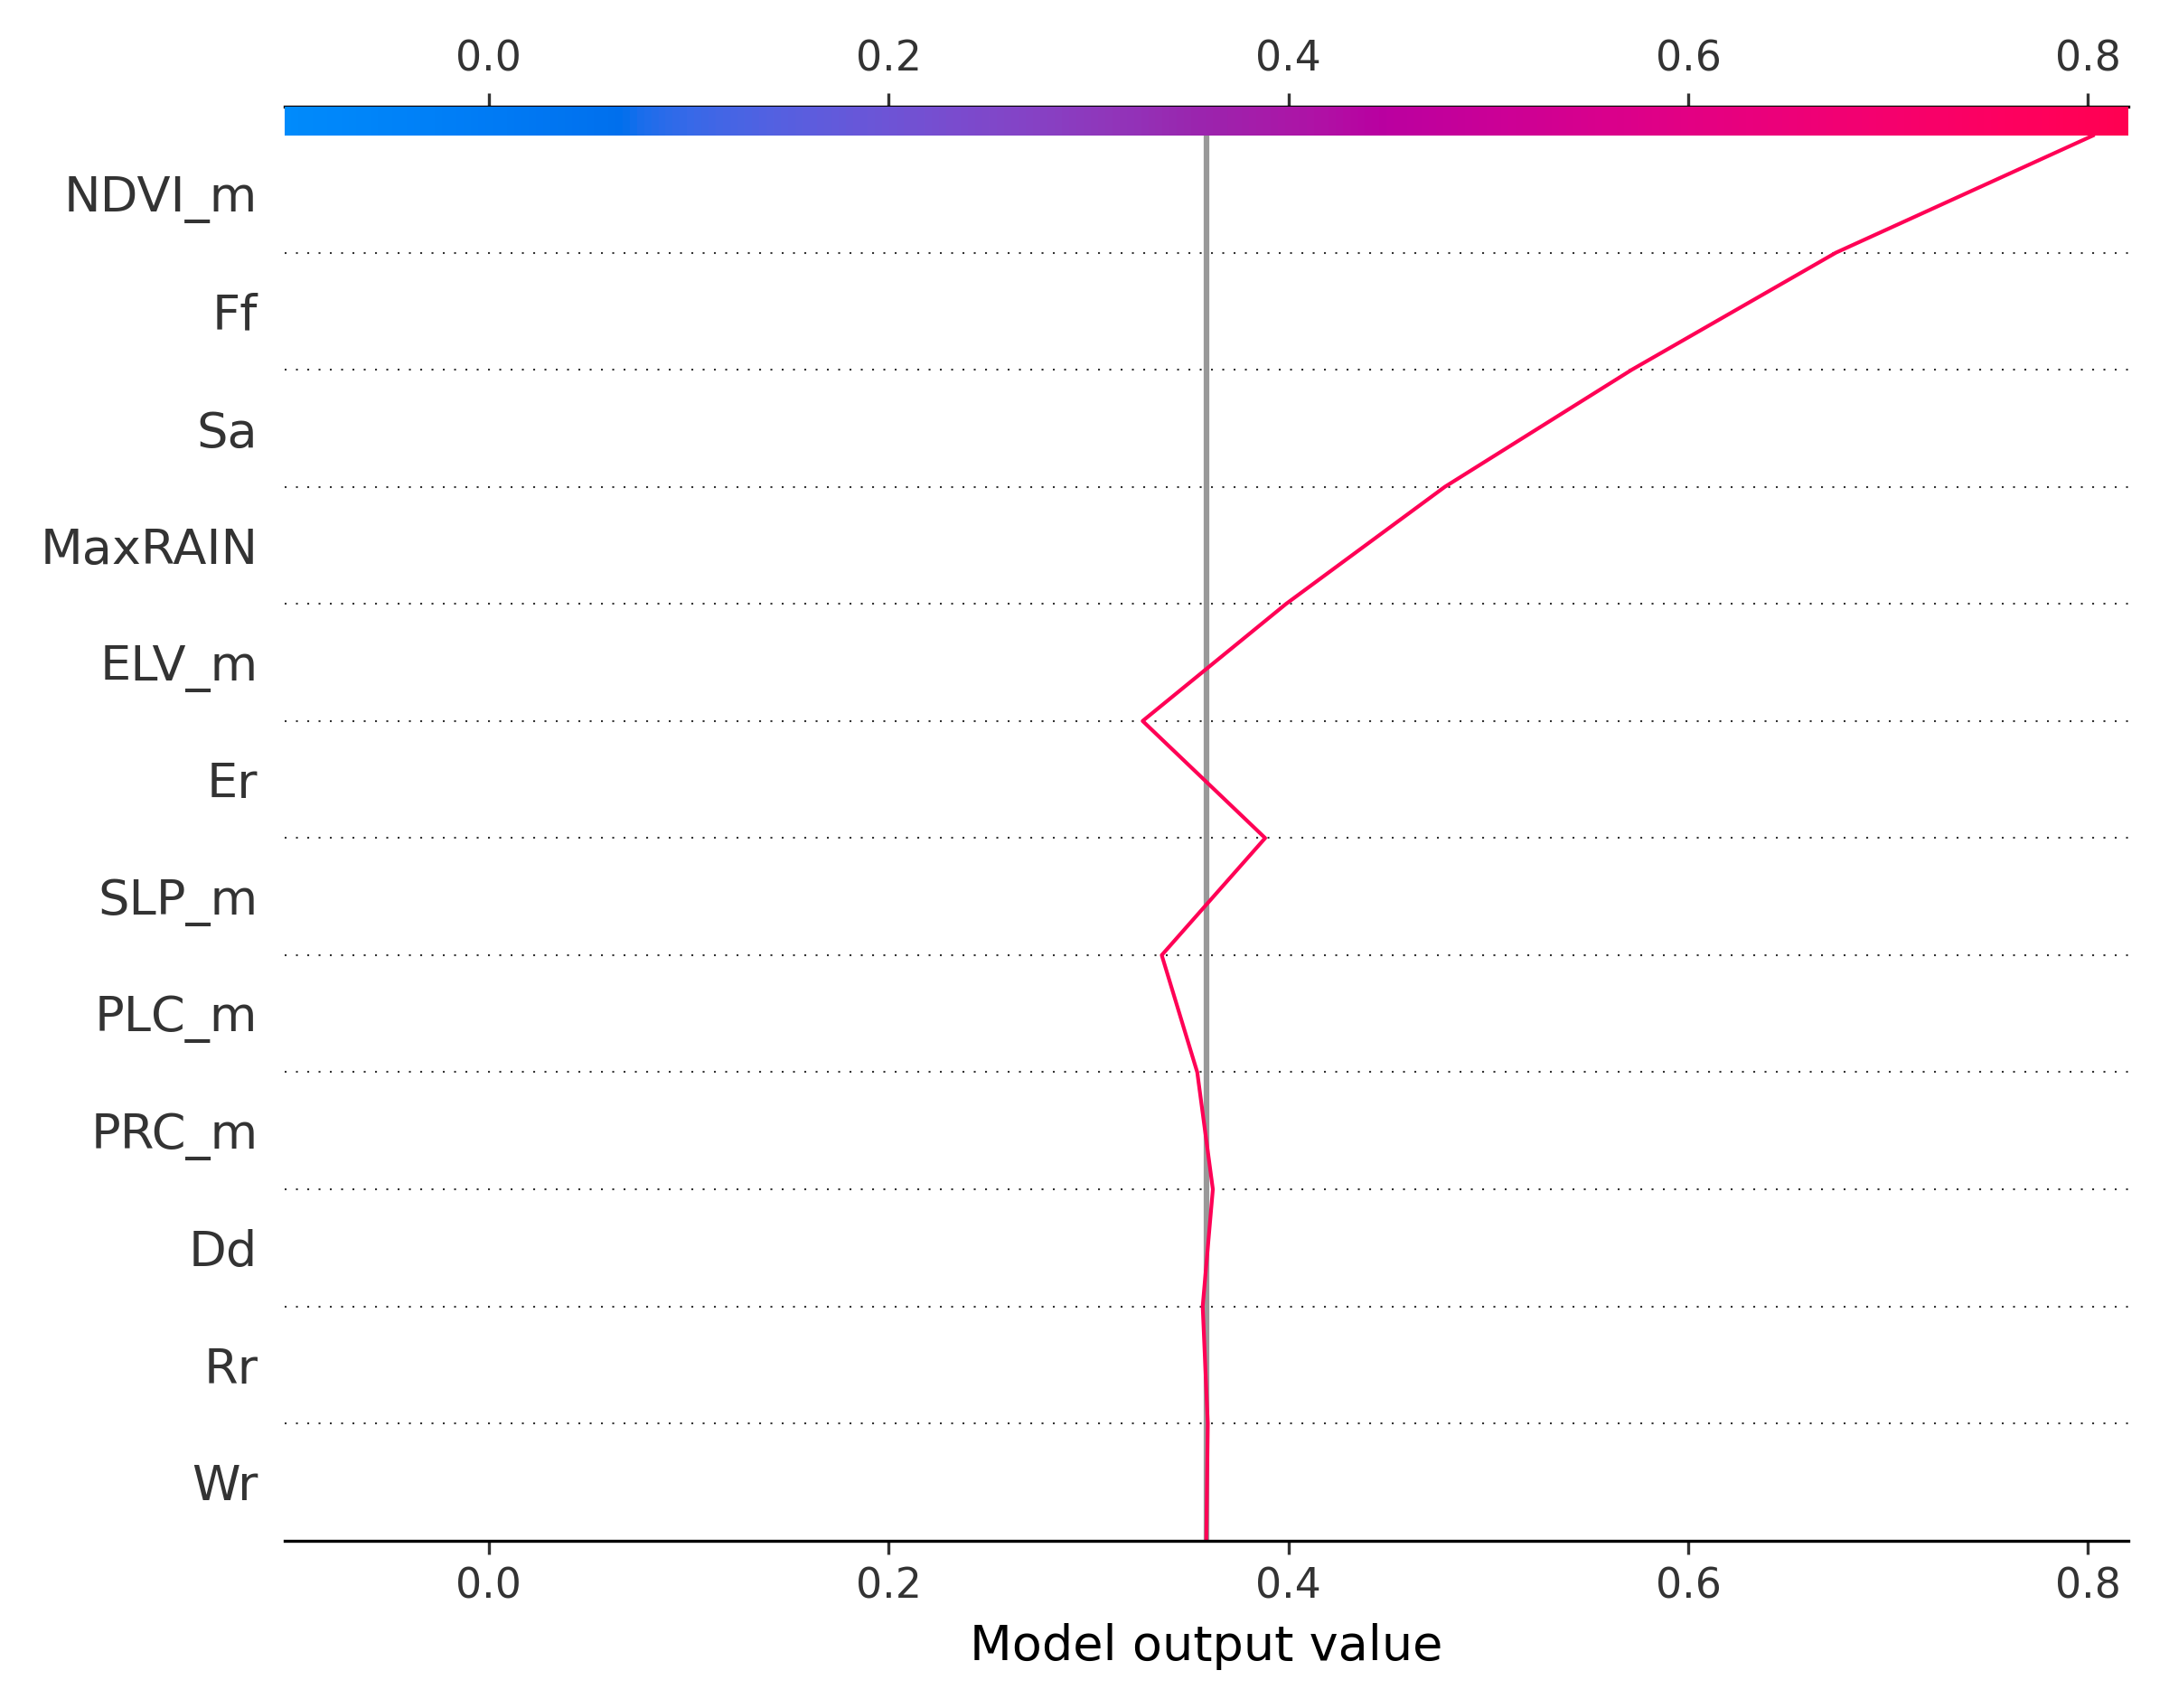 0.0 0.2 0.4 0.6 0.8
NDVI_m
Ff
Sa
MaxRAIN
ELV_m
Er
SLP_m
PLC_m
PRC_m
Dd
Rr
Wr
0.0 0.2 0.4 0.6 0.8
Model output value